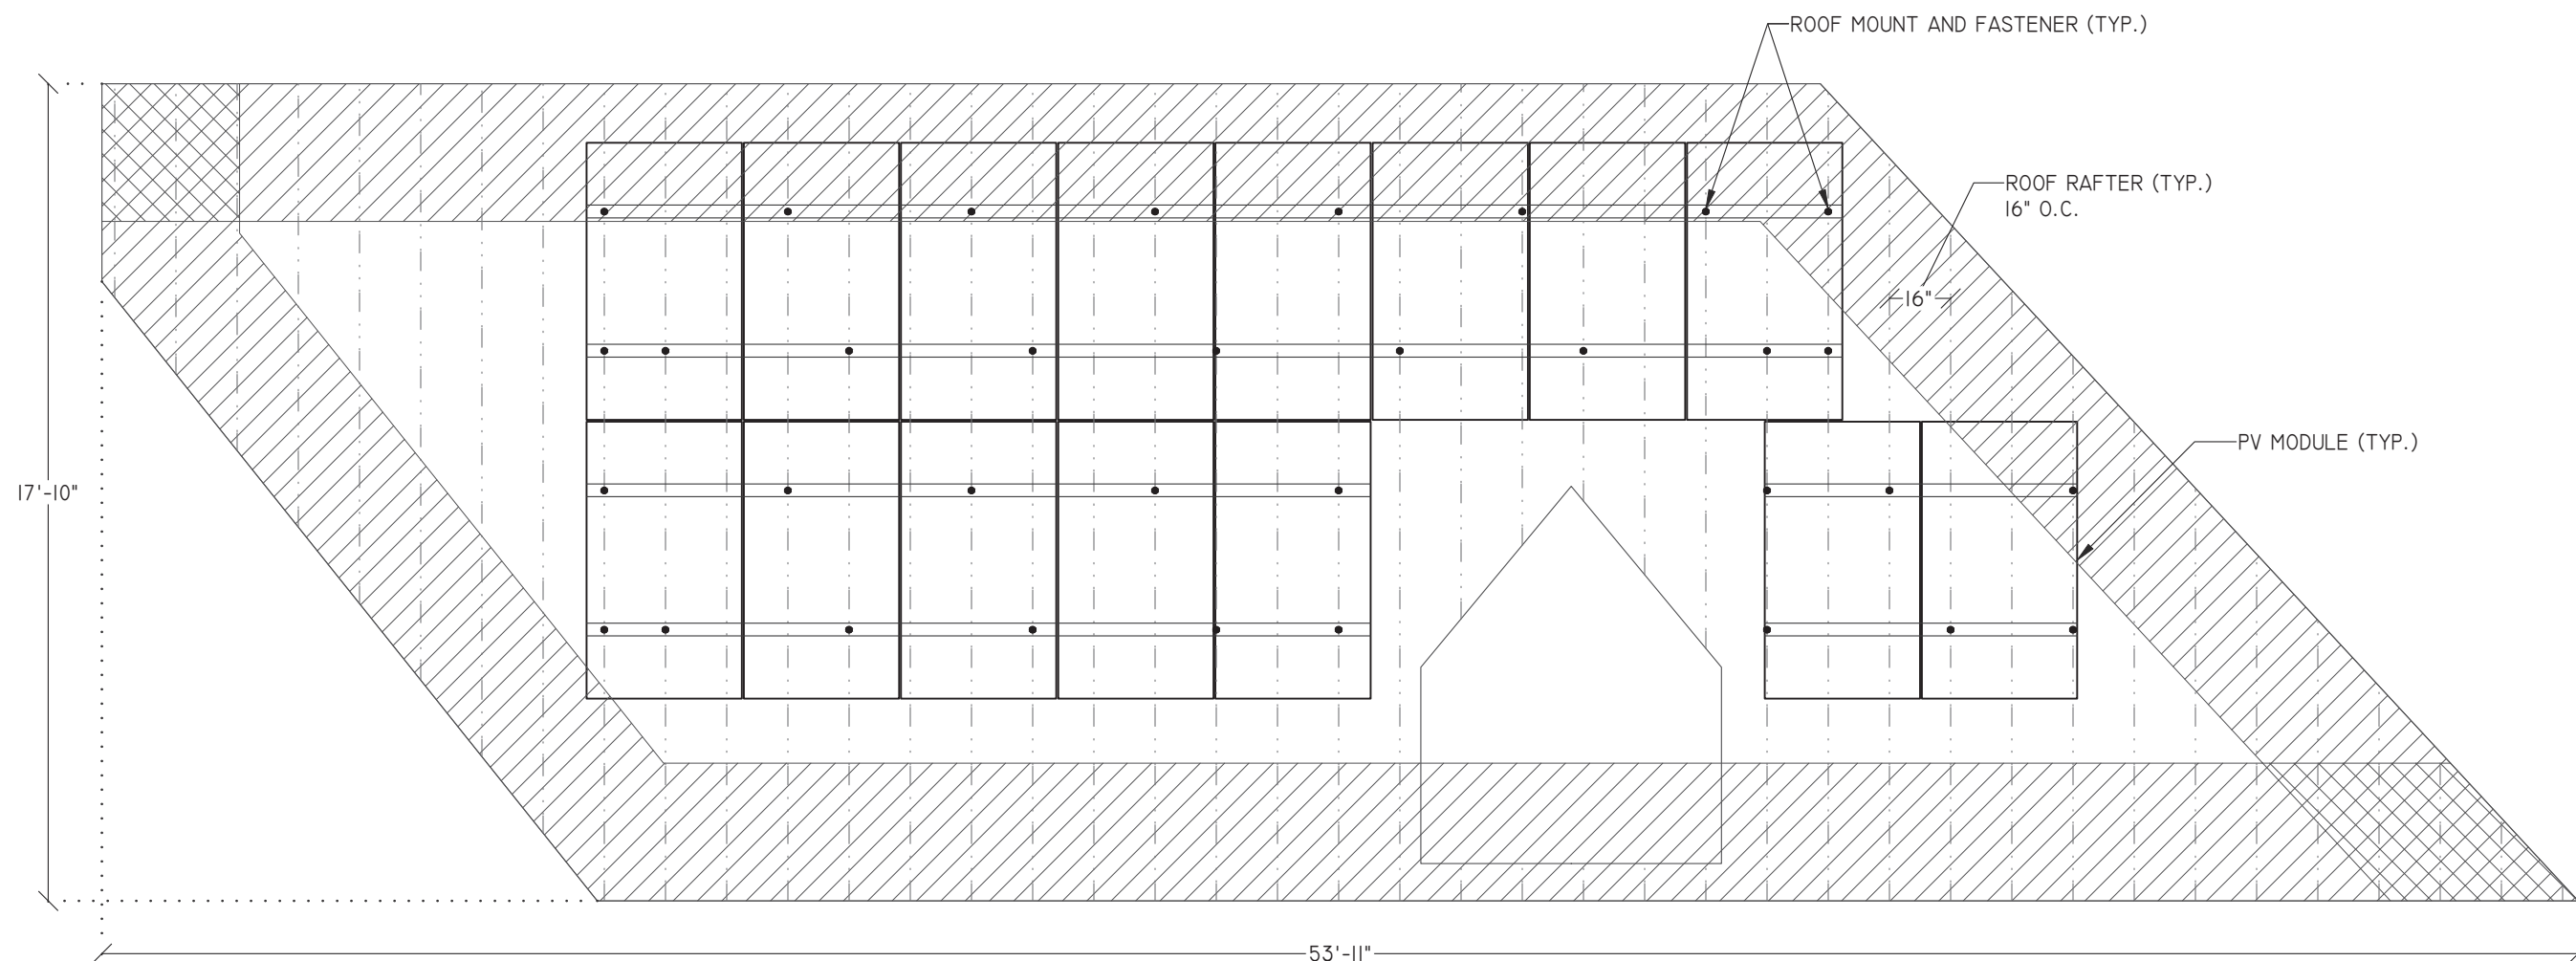 ROOF MOUNT AND FASTENER (TYP.)
ROOF RAFTER (TYP.)
16" O.C.
16"
PV MODULE (TYP.)
17'-10"
53'-11"